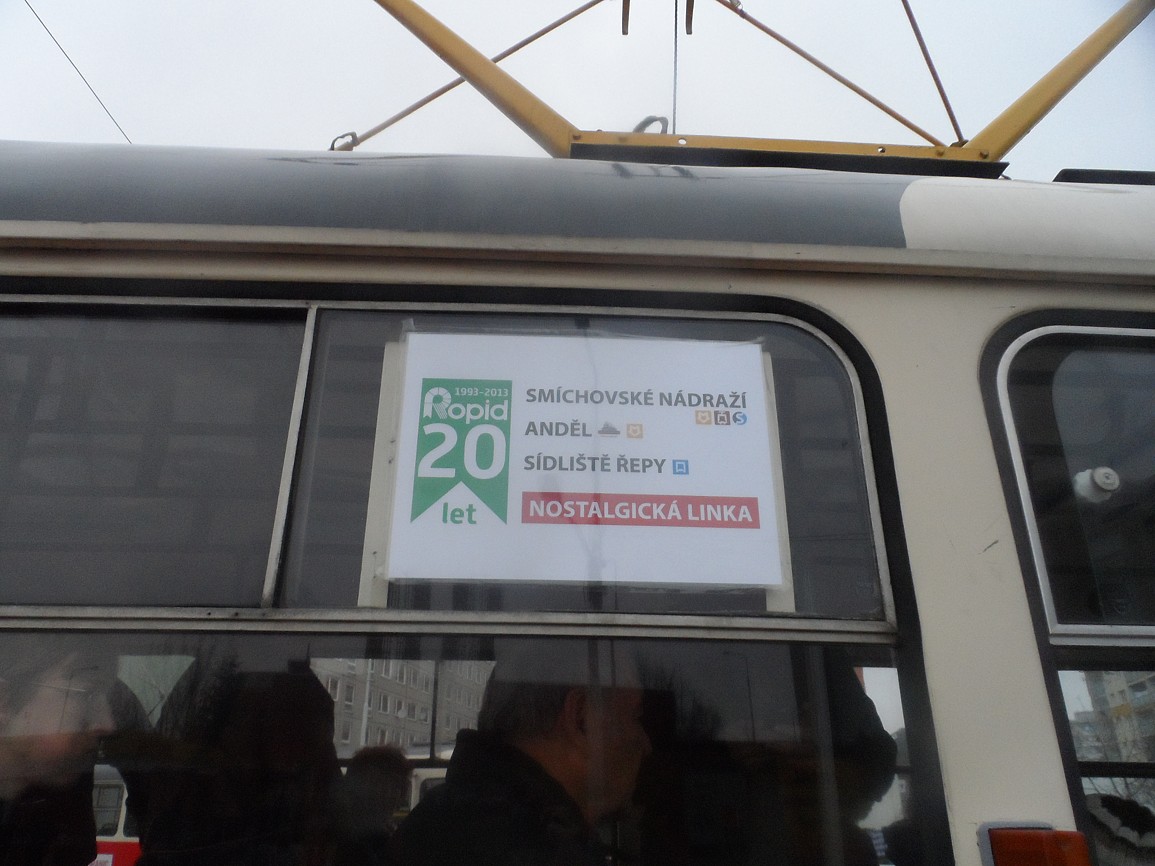 1993-2013
Ropid
20
let
SMÍCHOVSKÉ NÁDRAŽÍ
S
ANDĚL
SÍDLIŠTĚ ŘEPY
NOSTALGICKÁ LINKA